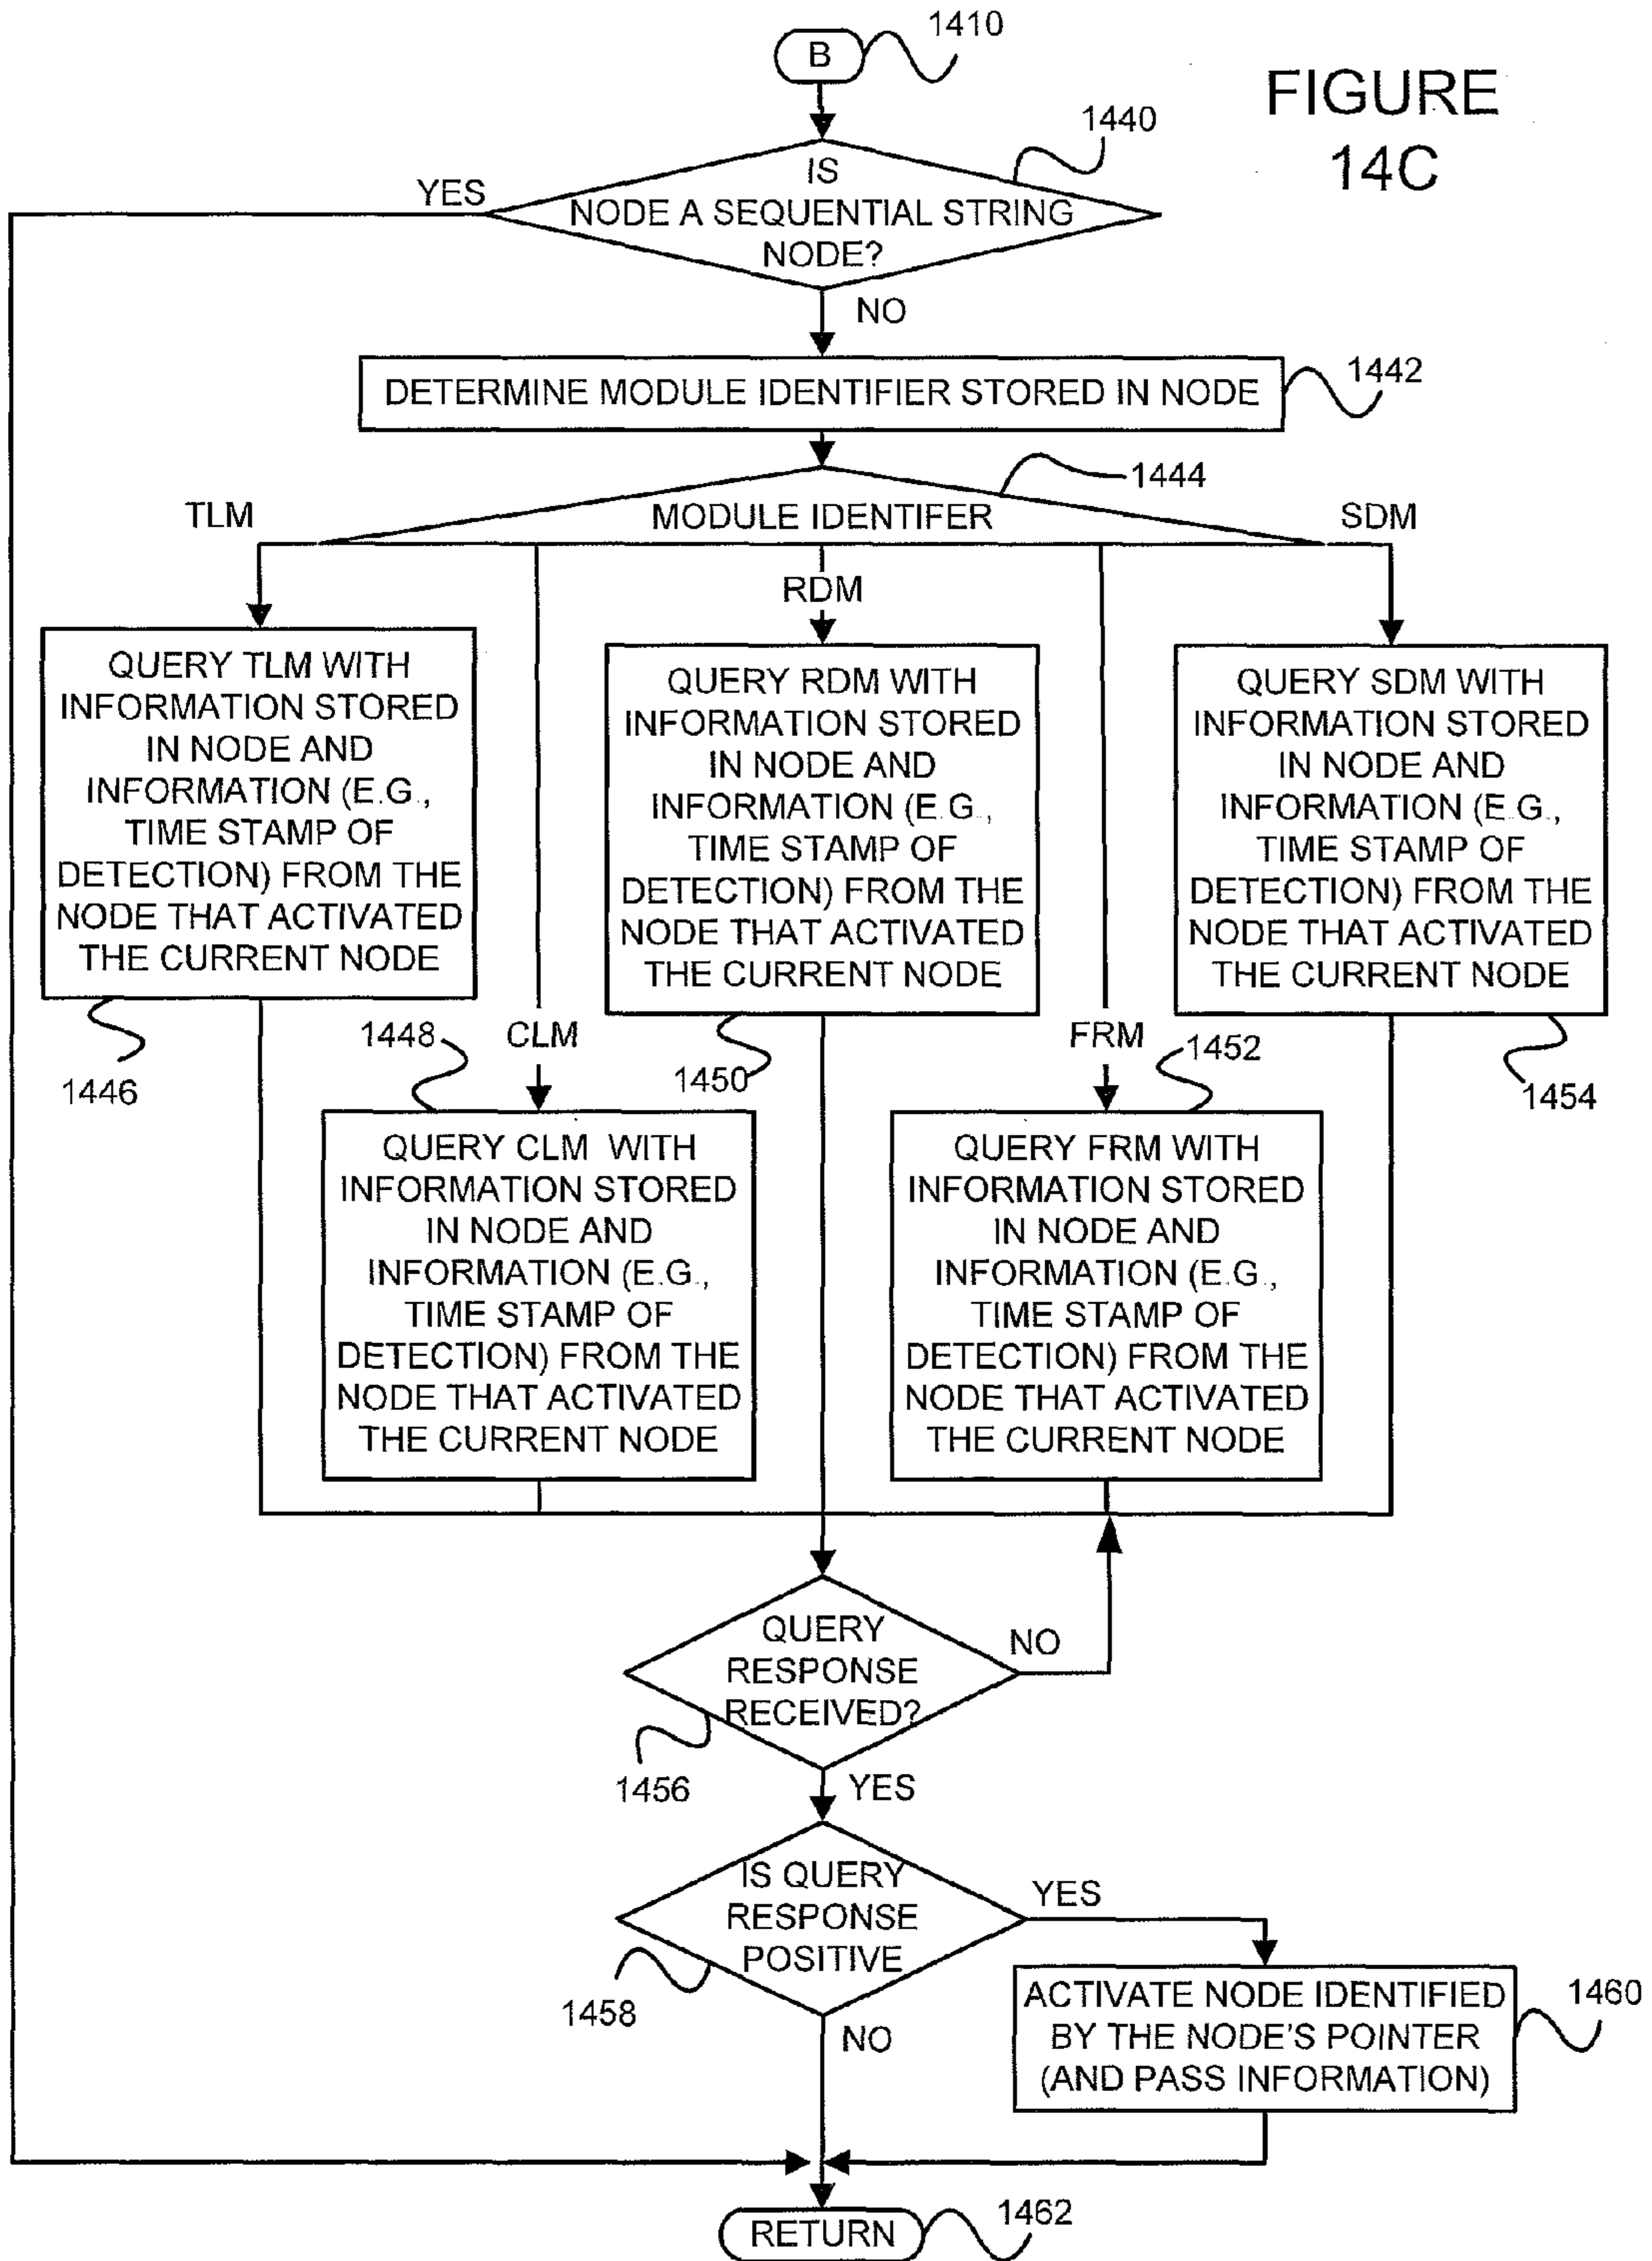 B
1410
FIGURE
14C
1440
YES
IS
NODE A SEQUENTIAL STRING
NODE?
NO
DETERMINE MODULE IDENTIFIER STORED IN NODE
1442
1444
TLM
MODULE IDENTIFER
SDM
RDM
QUERY TLM WITH
INFORMATION STORED
IN NODE AND
INFORMATION (E.G.,
TIME STAMP OF
DETECTION) FROM THE
NODE THAT ACTIVATED
THE CURRENT NODE
1446
QUERY RDM WITH
INFORMATION STORED
IN NODE AND
INFORMATION (E.G.,
TIME STAMP OF
DETECTION) FROM THE
NODE THAT ACTIVATED
THE CURRENT NODE
1450
QUERY SDM WITH
INFORMATION STORED
IN NODE AND
INFORMATION (E.G.,
TIME STAMP OF
DETECTION) FROM THE
NODE THAT ACTIVATED
THE CURRENT NODE
1454
1448
CLM
FRM
1452
QUERY CLM WITH
INFORMATION STORED
IN NODE AND
INFORMATION (E.G.,
TIME STAMP OF
DETECTION) FROM THE
NODE THAT ACTIVATED
THE CURRENT NODE
QUERY FRM WITH
INFORMATION STORED
IN NODE AND
INFORMATION (E.G.,
TIME STAMP OF
DETECTION) FROM THE
NODE THAT ACTIVATED
THE CURRENT NODE
QUERY
RESPONSE
RECEIVED?
NO
1456
YES
IS QUERY
RESPONSE
POSITIVE
YES
1458
NO
ACTIVATE NODE IDENTIFIED
BY THE NODE'S POINTER
(AND PASS INFORMATION)
1460
RETURN
1462